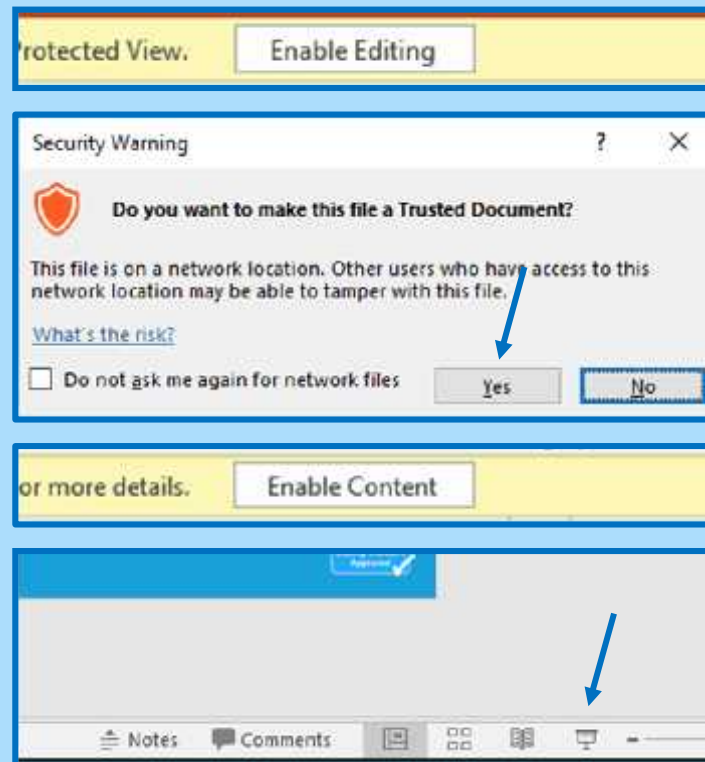 rotected View.
Enable Editing
Security Warning
?
Do you want to make this file a Trusted Document?
This file is on a network location. Other users who have access to this
network location may be able to tamper with this file.
What's the risk?
Do not ask me again for network files
Yes
No
or more details.
Enable Content
Approved
Notes
Comments